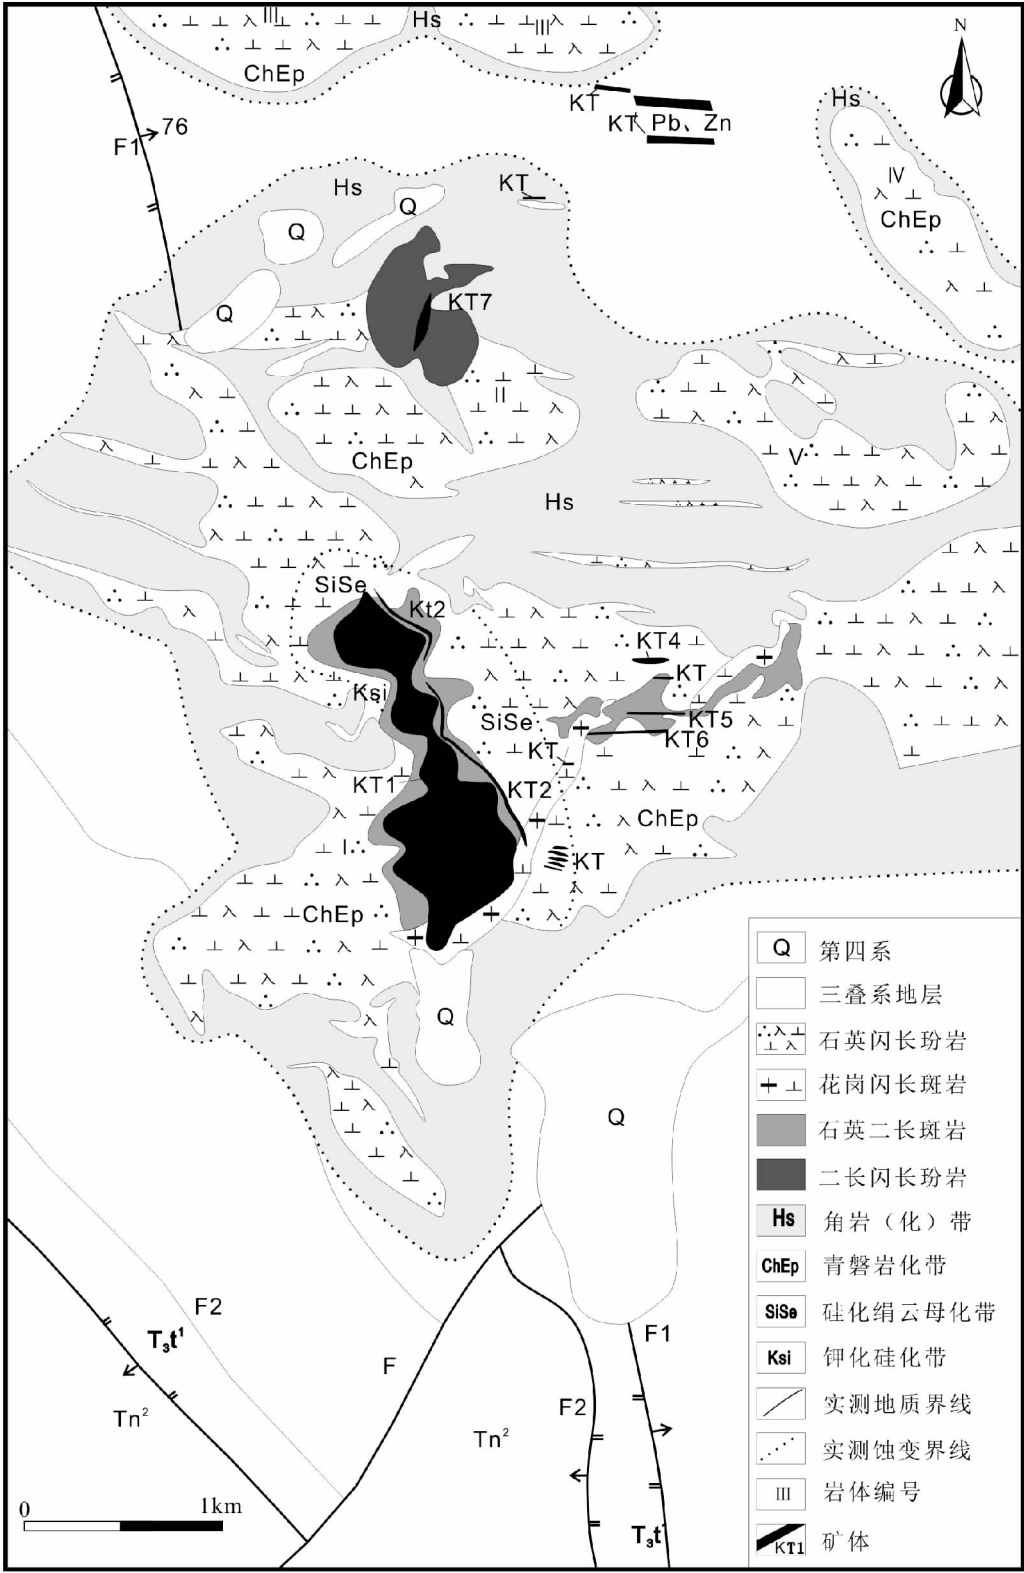 III
Hs
III
N
ChEp
KT
Hs
KT
Pb、Zn
76
F1
IV
Hs
KT
Q
ChEp
Q
KT7
Q
II
ChEp
V
Hs
SiSe
Kt2
KT4
KT
Ksi
SiSe
KT5
KT6
KT
KT1
KT2
ChEp
I
KT
ChEp
Q
Q
F2
T₃t¹
F
F1
F2
Tn²
Tn²
0
1km
T₃t¹
Q 第四系
三叠系地层
石英闪长玢岩
花岗闪长斑岩
石英二长斑岩
二长闪长玢岩
Hs 角岩（化）带
ChEp 青磐岩化带
SiSe 硅化绢云母化带
Ksi 钾化硅化带
实测地质界线
实测蚀变界线
III 岩体编号
KT1 矿体